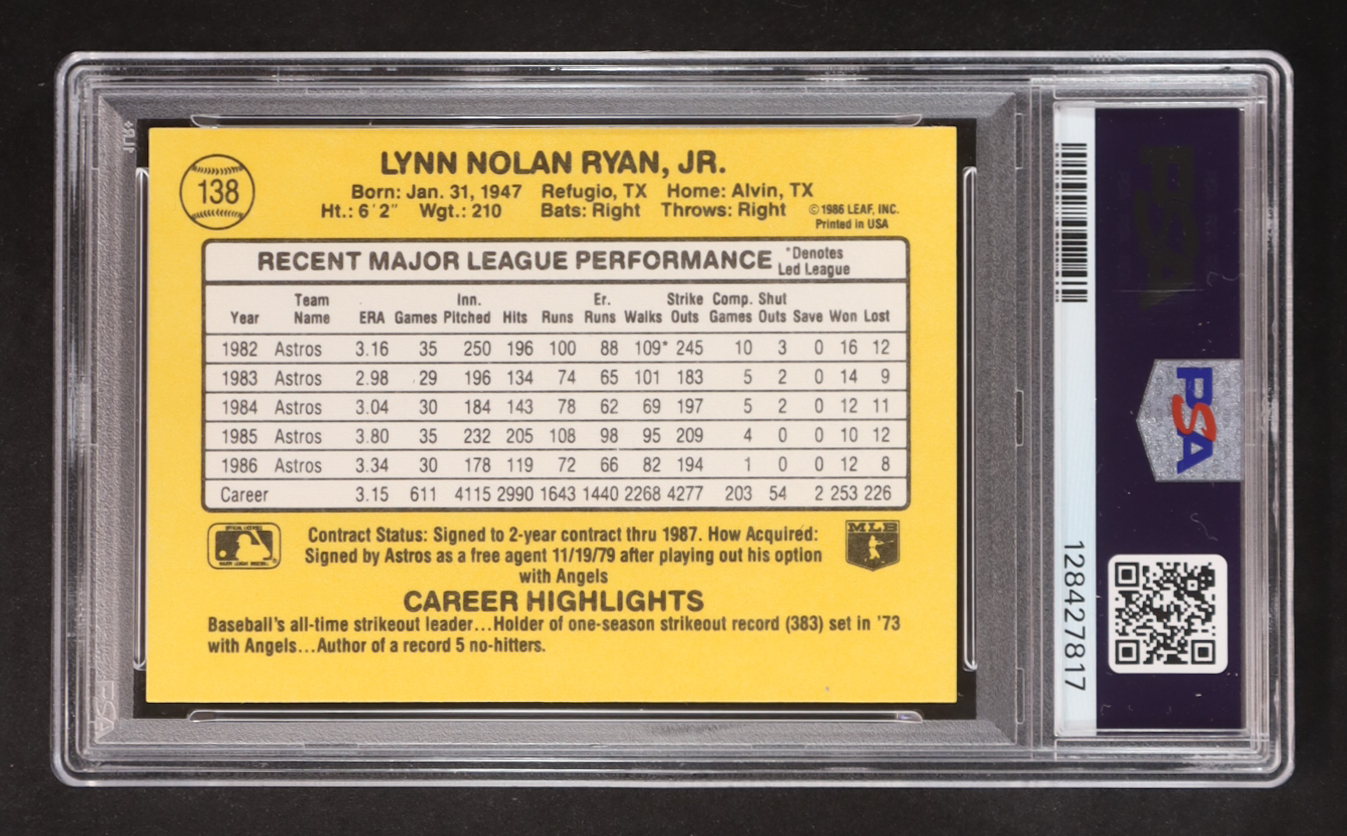 138
LYNN NOLAN RYAN, JR.
Born: Jan. 31, 1947 Refugio, TX Home: Alvin, TX
Ht.: 6'2" Wgt.: 210 Bats: Right Throws: Right ©1986 LEAF, INC.
Printed in USA
RECENT MAJOR LEAGUE PERFORMANCE *Denotes
Led League
Team Inn. Er. Strike Comp. Shut
Year Name ERA Games Pitched Hits Runs Runs Walks Outs Games Outs Save Won Lost
1982 Astros 3.16 35 250 196 100 88 109* 245 10 3 0 16 12
1983 Astros 2.98 29 196 134 74 65 101 183 5 2 0 14 9
1984 Astros 3.04 30 184 143 78 62 69 197 5 2 0 12 11
1985 Astros 3.80 35 232 205 108 98 95 209 4 0 0 10 12
1986 Astros 3.34 30 178 119 72 66 82 194 1 0 0 12 8
Career 3.15 611 4115 2990 1643 1440 2268 4277 203 54 2 253 226
Contract Status: Signed to 2-year contract thru 1987. How Acquired:
Signed by Astros as a free agent 11/19/79 after playing out his option
with Angels
MLB
CAREER HIGHLIGHTS
Baseball's all-time strikeout leader...Holder of one-season strikeout record (383) set in '73
with Angels...Author of a record 5 no-hitters.
PSA
128427817